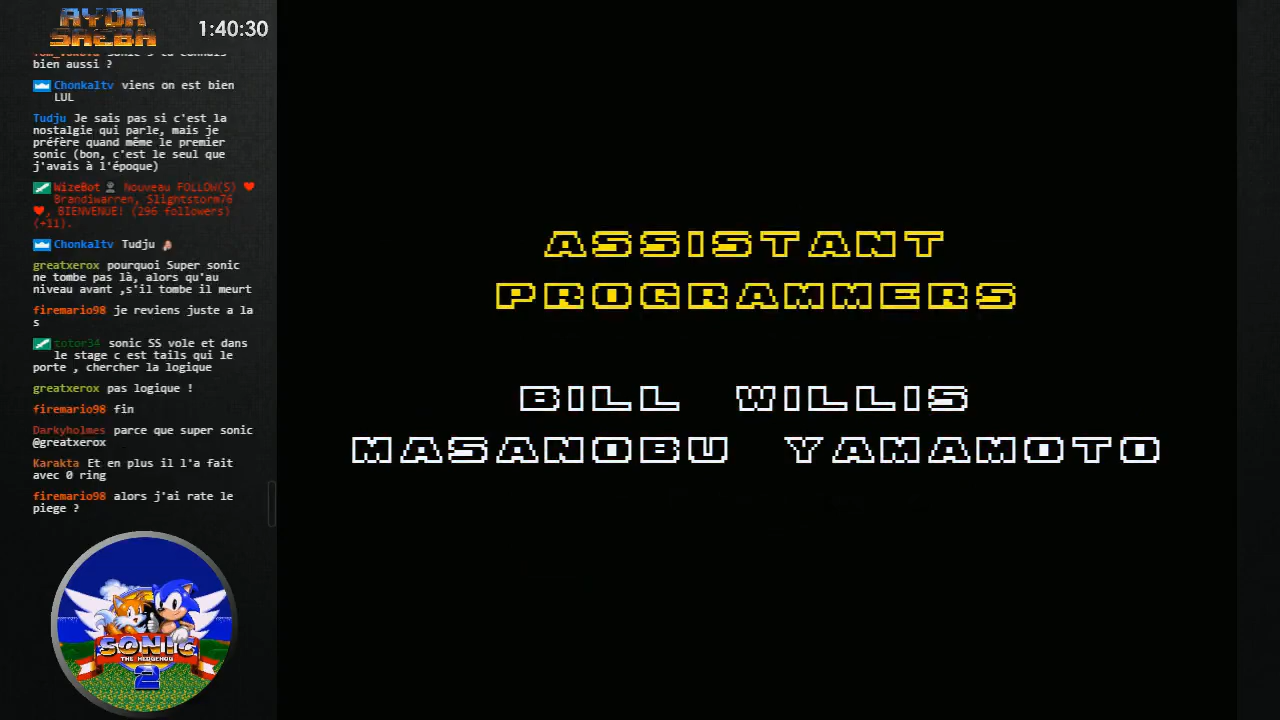 RYDA
SAEBA
1:40:30
bien aussi ?
Chonkaltv viens on est bien
LUL
Tudju Je sais pas si c'est la
nostalgie qui parle, mais je
préfère quand même le premier
sonic (bon, c'est le seul que
j'avais à l'époque)
WizeBot Nouveau FOLLOW(S)
Brandiwarren, Slightstorm76
, BIENVENUE! (296 followers)
(+11).
Chonkaltv Tudju
greatxerox pourquoi Super sonic
ne tombe pas là, alors qu'au
niveau avant ,s'il tombe il meurt
firemario98 je reviens juste a la
s
totor34 sonic SS vole et dans
le stage c est tails qui le
porte , chercher la logique
greatxerox pas logique !
firemario98 fin
Darkyholmes parce que super sonic
@greatxerox
Karakta Et en plus il l'a fait
avec 0 ring
firemario98 alors j'ai rate le
piege ?
SONIC
THE HEDGEHOG
2
ASSISTANT
PROGRAMMERS
BILL WILLIS
MASANOBU YAMAMOTO